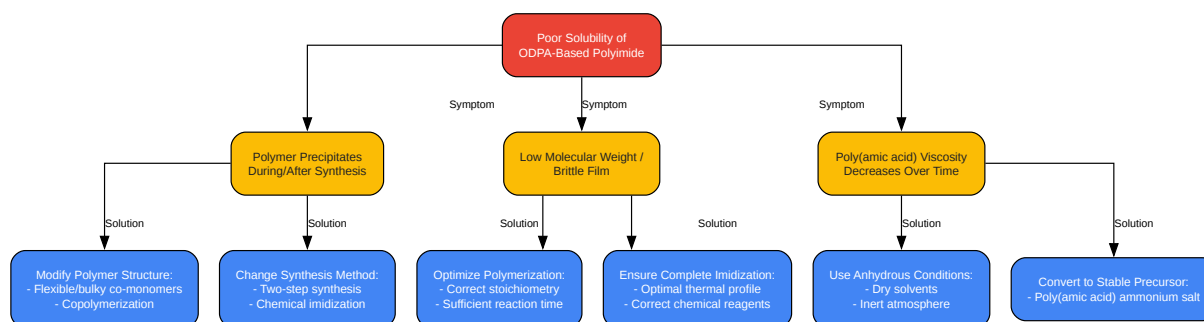 Poor Solubility of
ODPA-Based Polyimide
Symptom
Symptom
Symptom
Polymer Precipitates
During/After Synthesis
Low Molecular Weight /
Brittle Film
Poly(amic acid) Viscosity
Decreases Over Time
Solution
Solution
Solution
Solution
Solution
Solution
Modify Polymer Structure:
- Flexible/bulky co-monomers
- Copolymerization
Change Synthesis Method:
- Two-step synthesis
- Chemical imidization
Optimize Polymerization:
- Correct stoichiometry
- Sufficient reaction time
Ensure Complete Imidization:
- Optimal thermal profile
- Correct chemical reagents
Use Anhydrous Conditions:
- Dry solvents
- Inert atmosphere
Convert to Stable Precursor:
- Poly(amic acid) ammonium salt